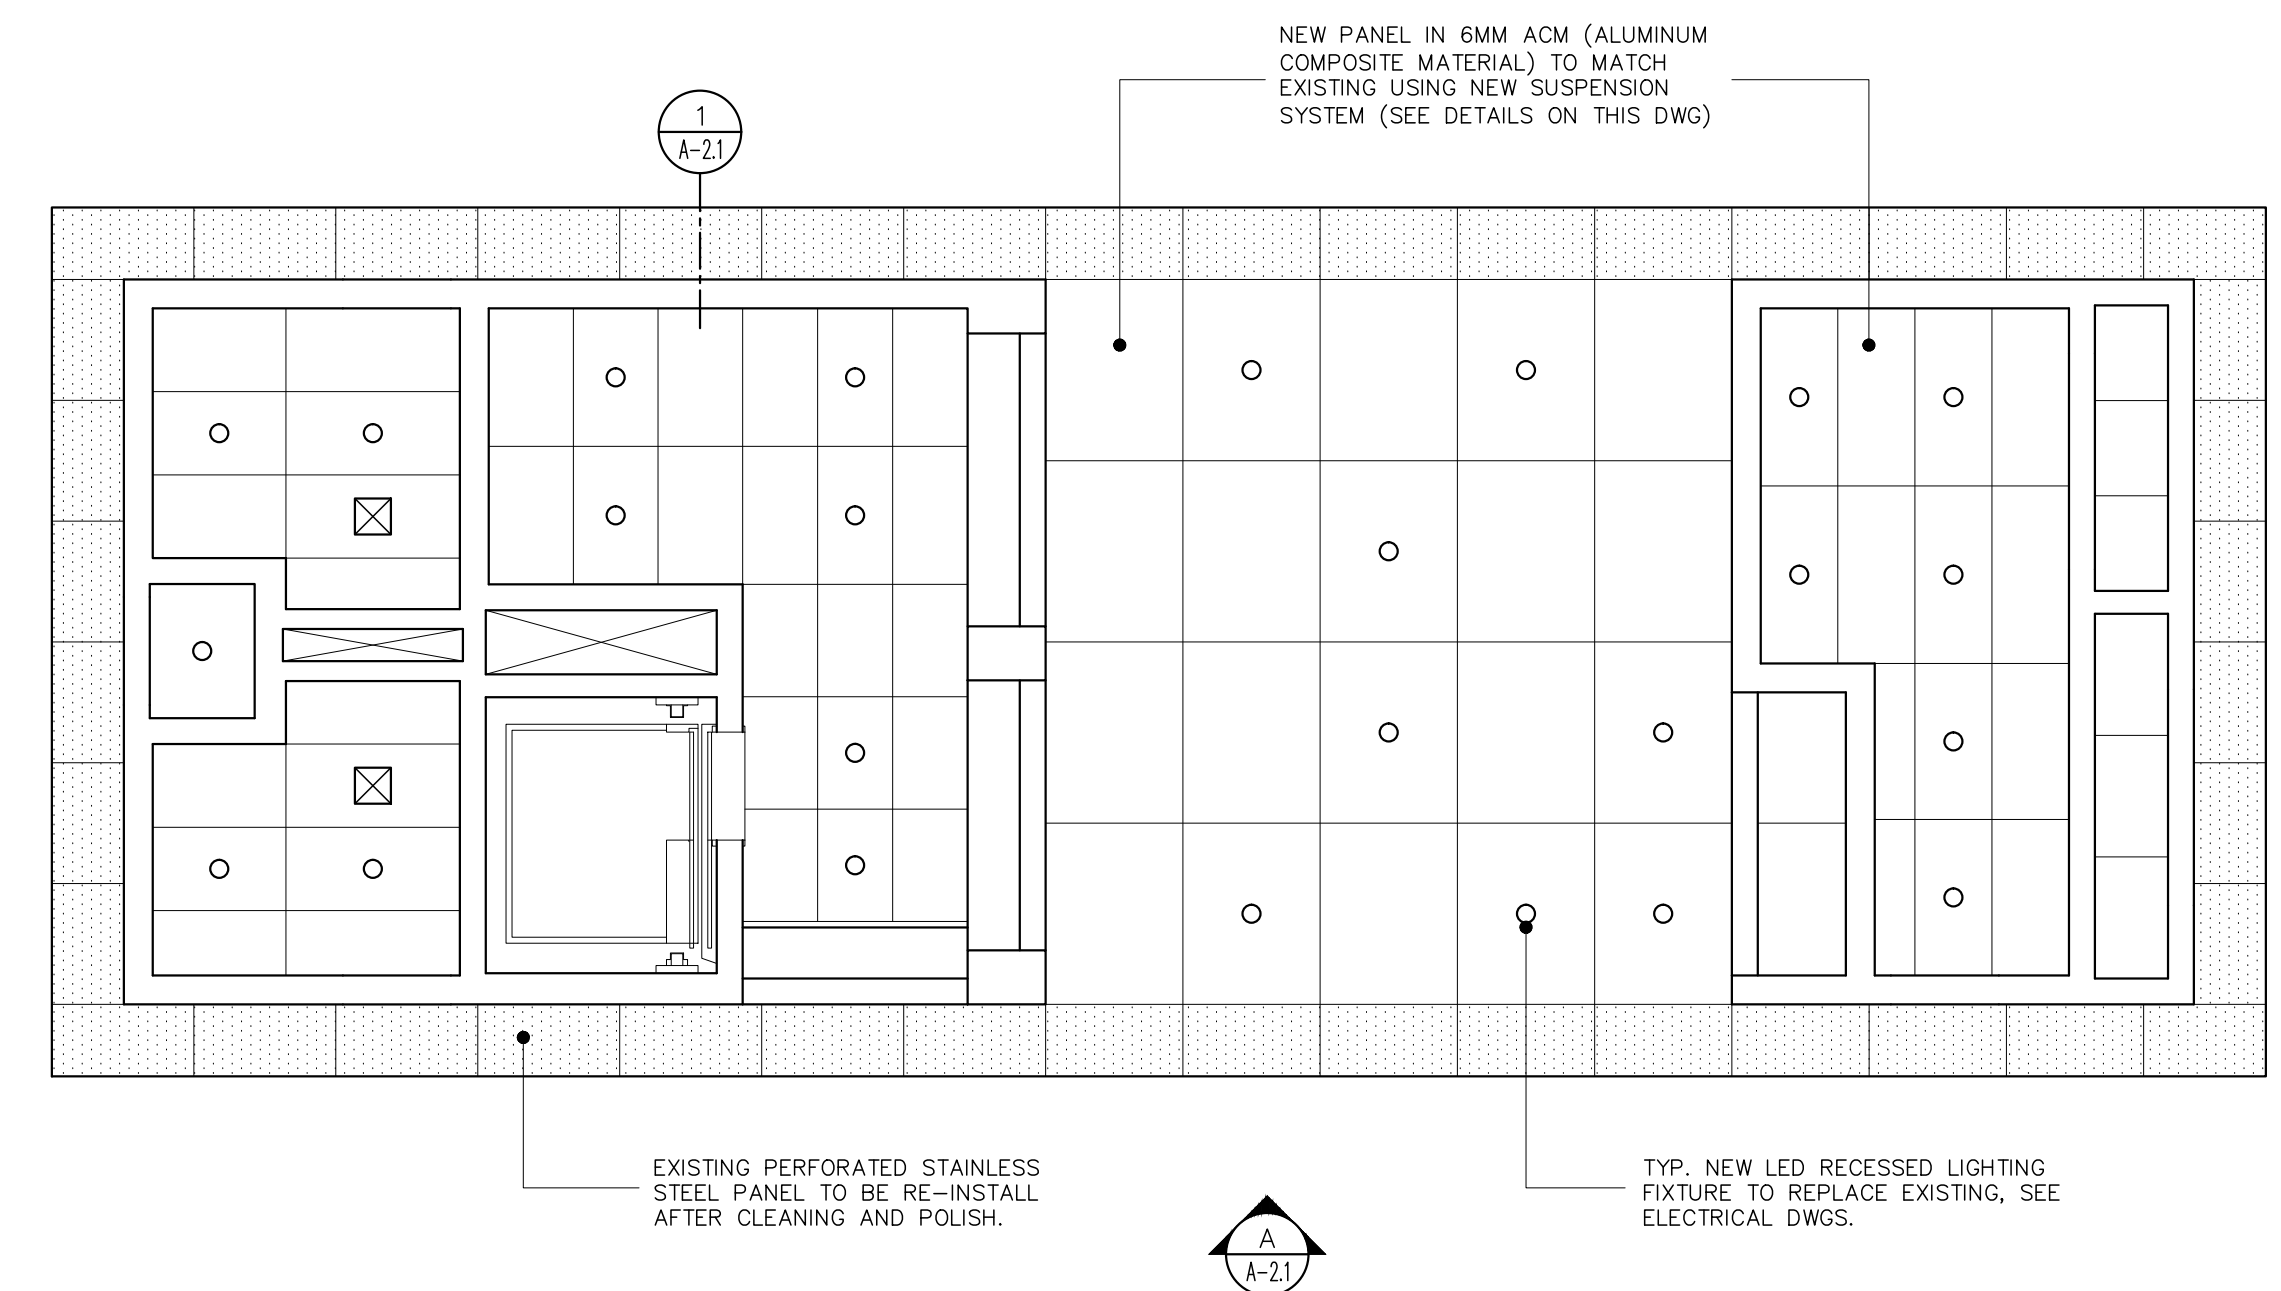 NEW PANEL IN 6MM ACM (ALUMINUM
COMPOSITE MATERIAL) TO MATCH
EXISTING USING NEW SUSPENSION
SYSTEM (SEE DETAILS ON THIS DWG)
1
A-2.1
EXISTING PERFORATED STAINLESS
STEEL PANEL TO BE RE-INSTALL
AFTER CLEANING AND POLISH.
TYP. NEW LED RECESSED LIGHTING
FIXTURE TO REPLACE EXISTING, SEE
ELECTRICAL DWGS.
A
A-2.1